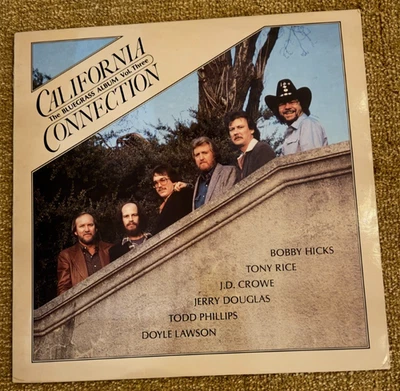 CALIFORNIA
The BLUEGRASS ALBUM, Vol. Three
CONNECTION
BOBBY HICKS
TONY RICE
J.D. CROWE
JERRY DOUGLAS
TODD PHILLIPS
DOYLE LAWSON